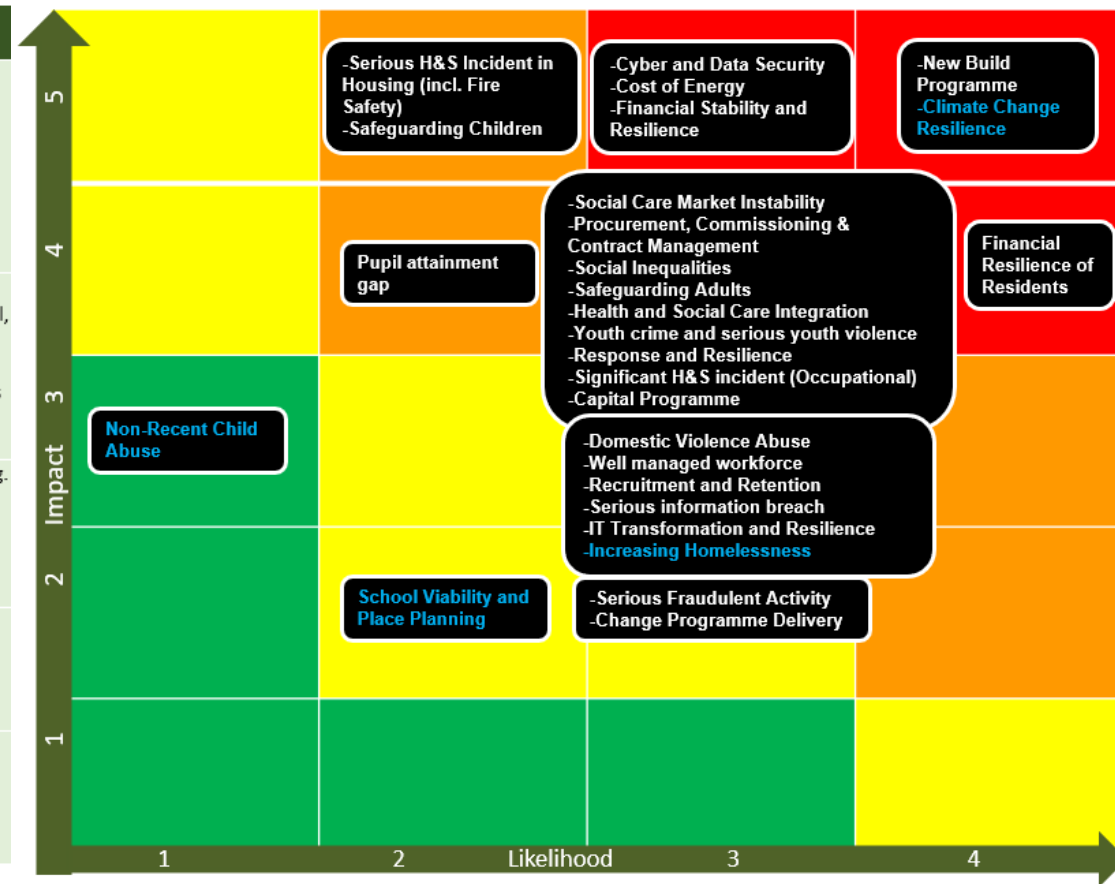 5
-Serious H&S Incident in
Housing (incl. Fire
Safety)
-Safeguarding Children
-Cyber and Data Security
-Cost of Energy
-Financial Stability and
Resilience
-New Build
Programme
-Climate Change
Resilience
4
Pupil attainment
gap
-Social Care Market Instability
-Procurement, Commissioning &
Contract Management
-Social Inequalities
-Safeguarding Adults
-Health and Social Care Integration
-Youth crime and serious youth violence
-Response and Resilience
-Significant H&S incident (Occupational)
-Capital Programme
Financial
Resilience of
Residents
3
Impact
Non-Recent Child
Abuse
-Domestic Violence Abuse
-Well managed workforce
-Recruitment and Retention
-Serious information breach
-IT Transformation and Resilience
-Increasing Homelessness
2
School Viability and
Place Planning
-Serious Fraudulent Activity
-Change Programme Delivery
1
1 2 Likelihood 3 4